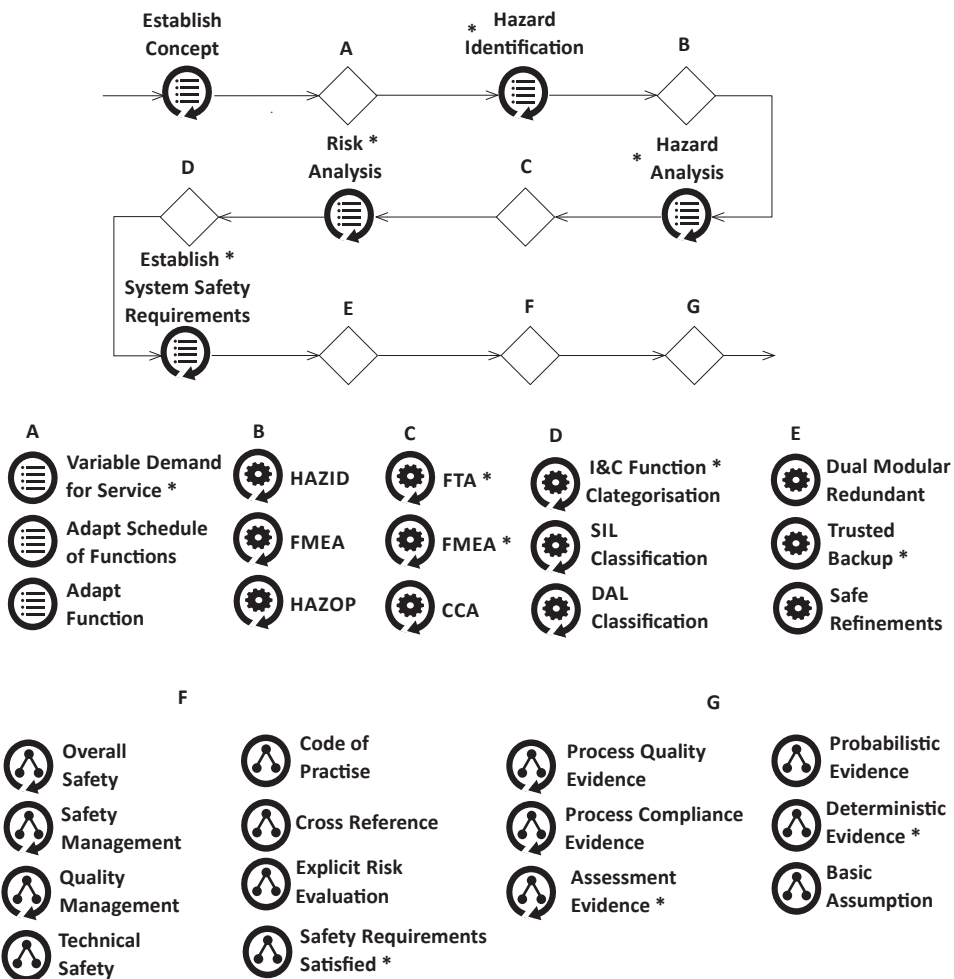 Establish
Concept
A
* Hazard
Identification
B
D
Risk *
Analysis
C
* Hazard
Analysis
Establish *
System Safety
Requirements
E
F
G
A
Variable Demand
for Service *
Adapt Schedule
of Functions
Adapt
Function
B
HAZID
FMEA
HAZOP
C
FTA *
FMEA *
CCA
D
I&C Function *
Clategorisation
SIL
Classification
DAL
Classification
E
Dual Modular
Redundant
Trusted
Backup *
Safe
Refinements
F
Overall
Safety
Safety
Management
Quality
Management
Technical
Safety
Code of
Practise
Cross Reference
Explicit Risk
Evaluation
Safety Requirements
Satisfied *
G
Process Quality
Evidence
Process Compliance
Evidence
Assessment
Evidence *
Probabilistic
Evidence
Deterministic
Evidence *
Basic
Assumption